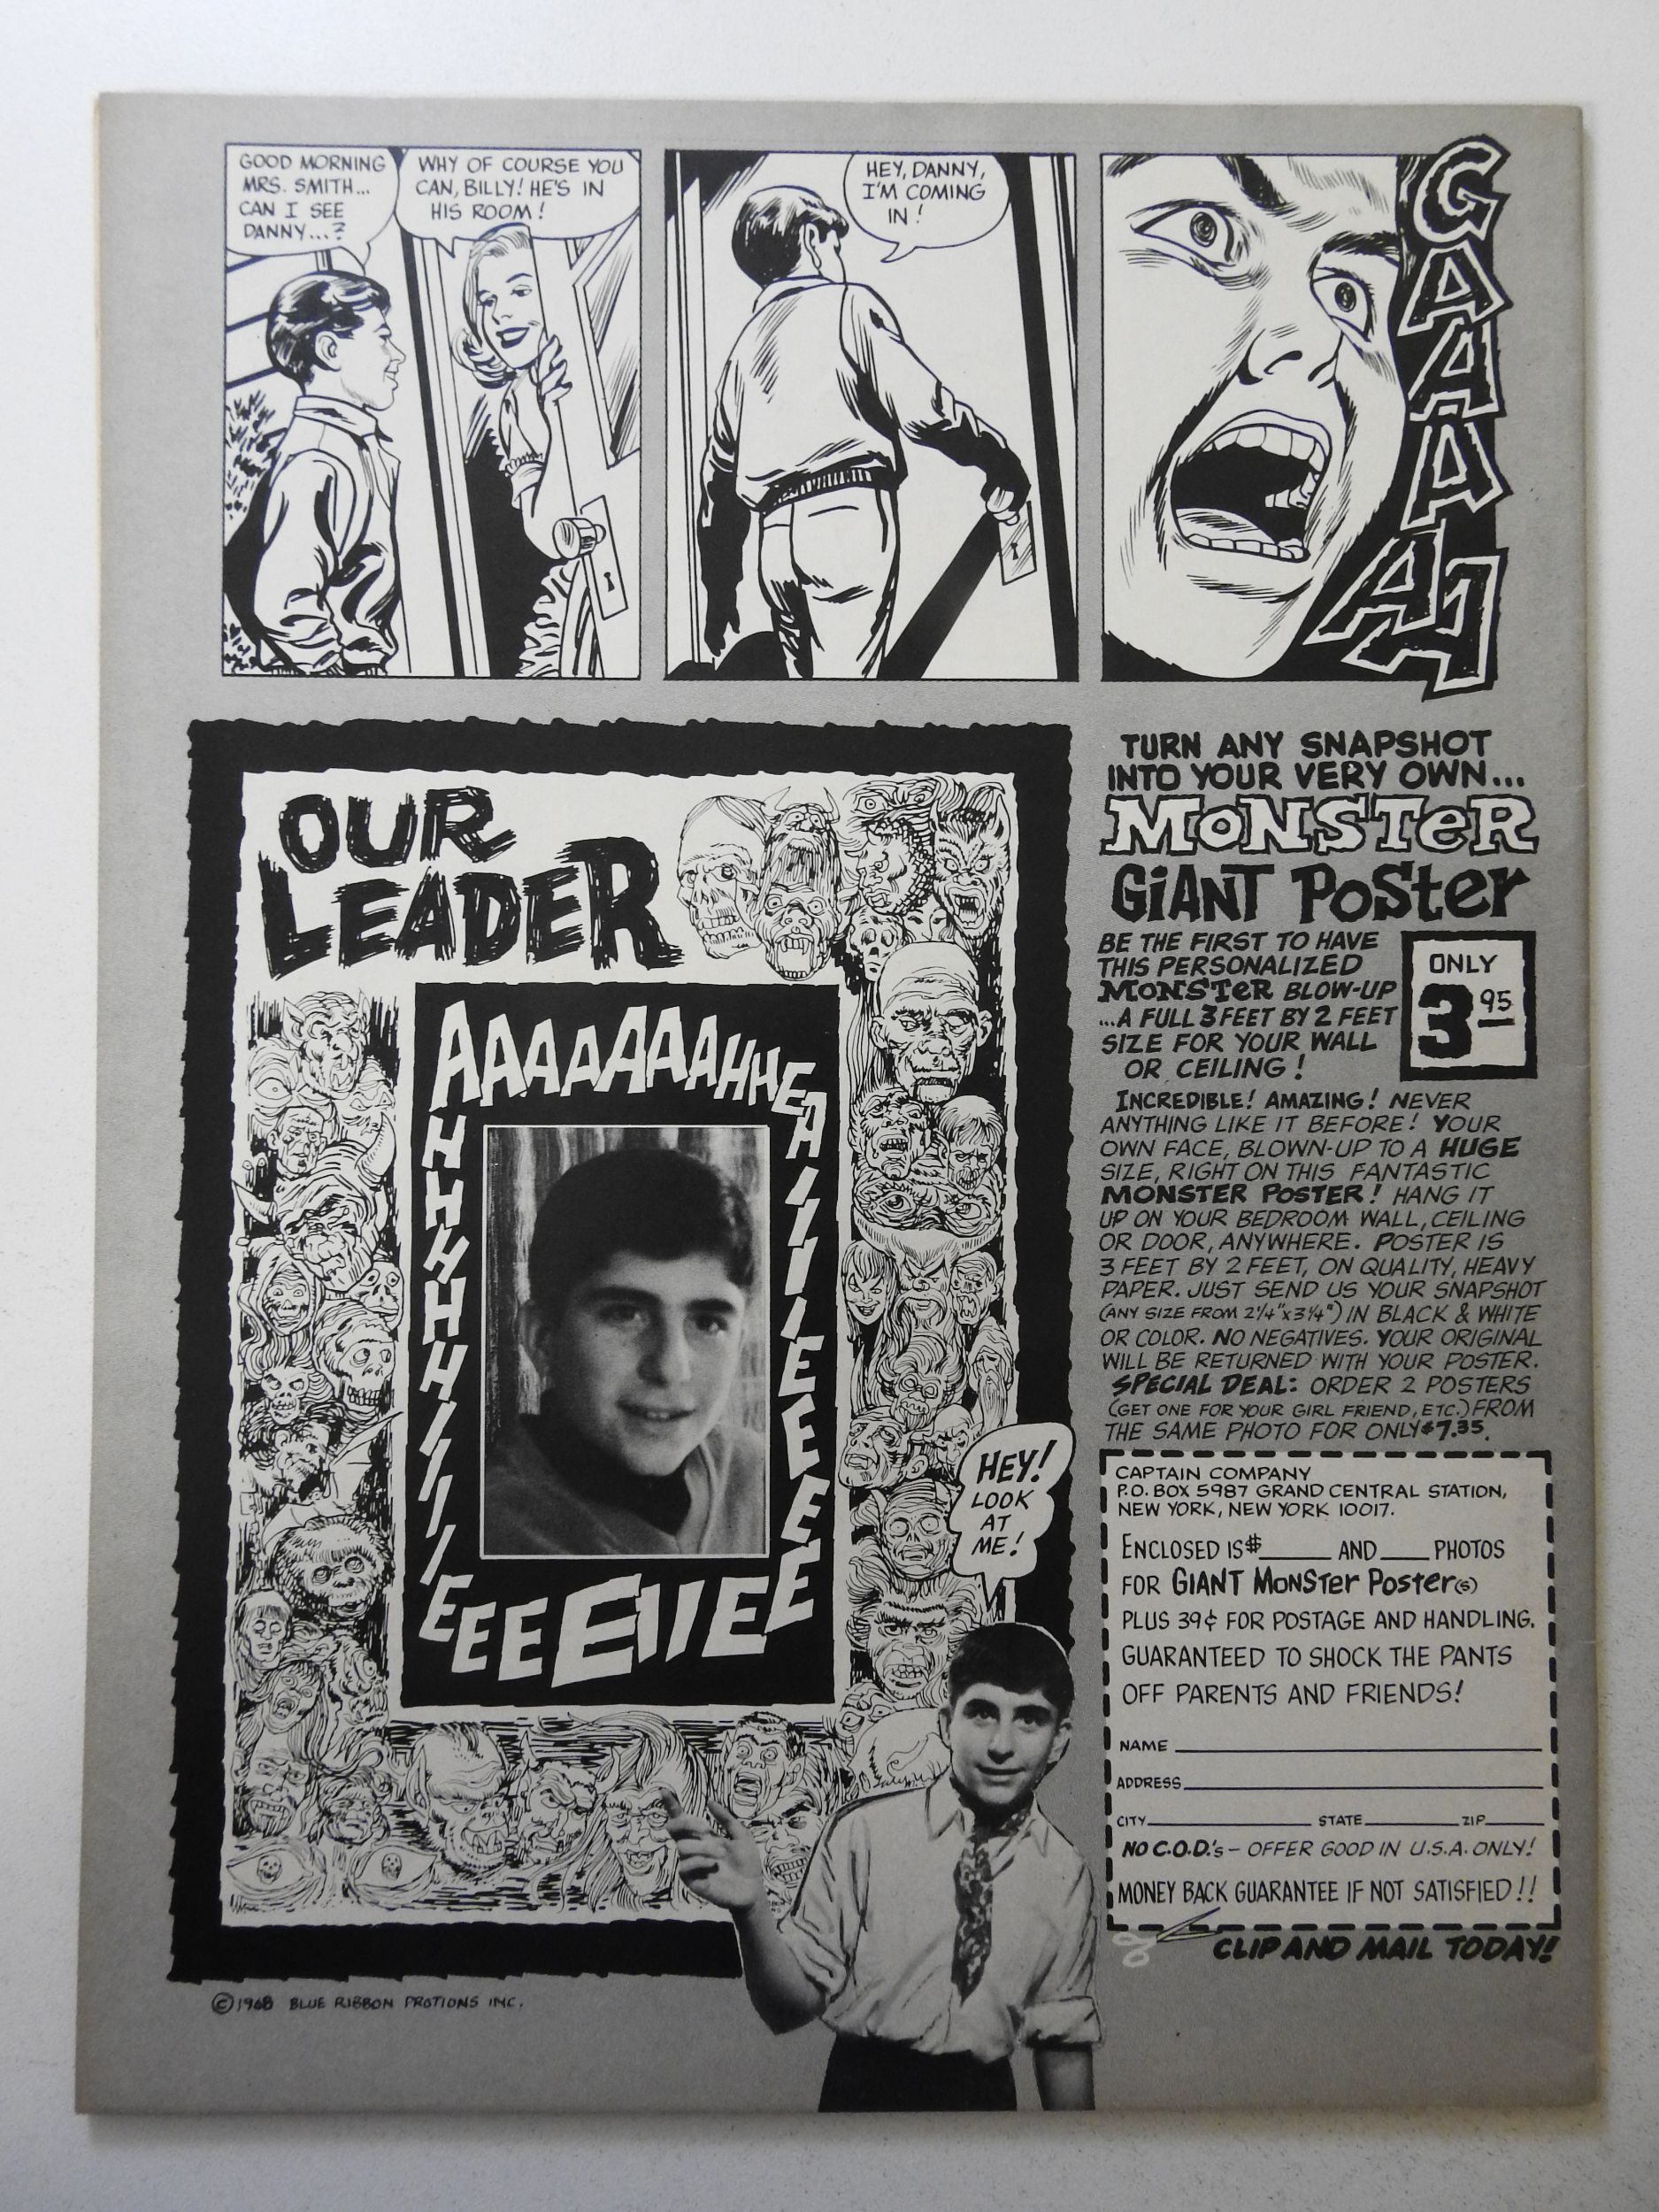 GOOD MORNING
MRS. SMITH...
CAN I SEE
DANNY...?
WHY OF COURSE YOU
CAN, BILLY! HE'S IN
HIS ROOM!
HEY, DANNY,
I'M COMING
IN!
GAAAAA
OUR
LEADER
AAAAAAAAHHEA
HEY!
LOOK
AT
ME!
©1968 BLUE RIBBON PROTIONS INC.
TURN ANY SNAPSHOT
INTO YOUR VERY OWN...
MONSTER
GIANT POSTER
BE THE FIRST TO HAVE
THIS PERSONALIZED
MONSTER BLOW-UP
...A FULL 3 FEET BY 2 FEET
SIZE FOR YOUR WALL
OR CEILING!
ONLY
3 95
INCREDIBLE! AMAZING! NEVER
ANYTHING LIKE IT BEFORE! YOUR
OWN FACE, BLOWN-UP TO A HUGE
SIZE, RIGHT ON THIS FANTASTIC
MONSTER POSTER! HANG IT
UP ON YOUR BEDROOM WALL, CEILING
OR DOOR, ANYWHERE. POSTER IS
3 FEET BY 2 FEET, ON QUALITY, HEAVY
PAPER. JUST SEND US YOUR SNAPSHOT
(ANY SIZE FROM 2 1/4" x 3 1/4") IN BLACK & WHITE
OR COLOR. NO NEGATIVES. YOUR ORIGINAL
WILL BE RETURNED WITH YOUR POSTER.
SPECIAL DEAL: ORDER 2 POSTERS
(GET ONE FOR YOUR GIRL FRIEND, ETC.) FROM
THE SAME PHOTO FOR ONLY $7.35.
CAPTAIN COMPANY
P.O. BOX 5987 GRAND CENTRAL STATION,
NEW YORK, NEW YORK 10017.
ENCLOSED IS $______ AND ____ PHOTOS
FOR GIANT MONSTER POSTER(S)
PLUS 39¢ FOR POSTAGE AND HANDLING.
GUARANTEED TO SHOCK THE PANTS
OFF PARENTS AND FRIENDS!
NAME
ADDRESS
CITY STATE ZIP
NO C.O.D.'s - OFFER GOOD IN U.S.A. ONLY!
MONEY BACK GUARANTEE IF NOT SATISFIED!!
CLIP AND MAIL TODAY!